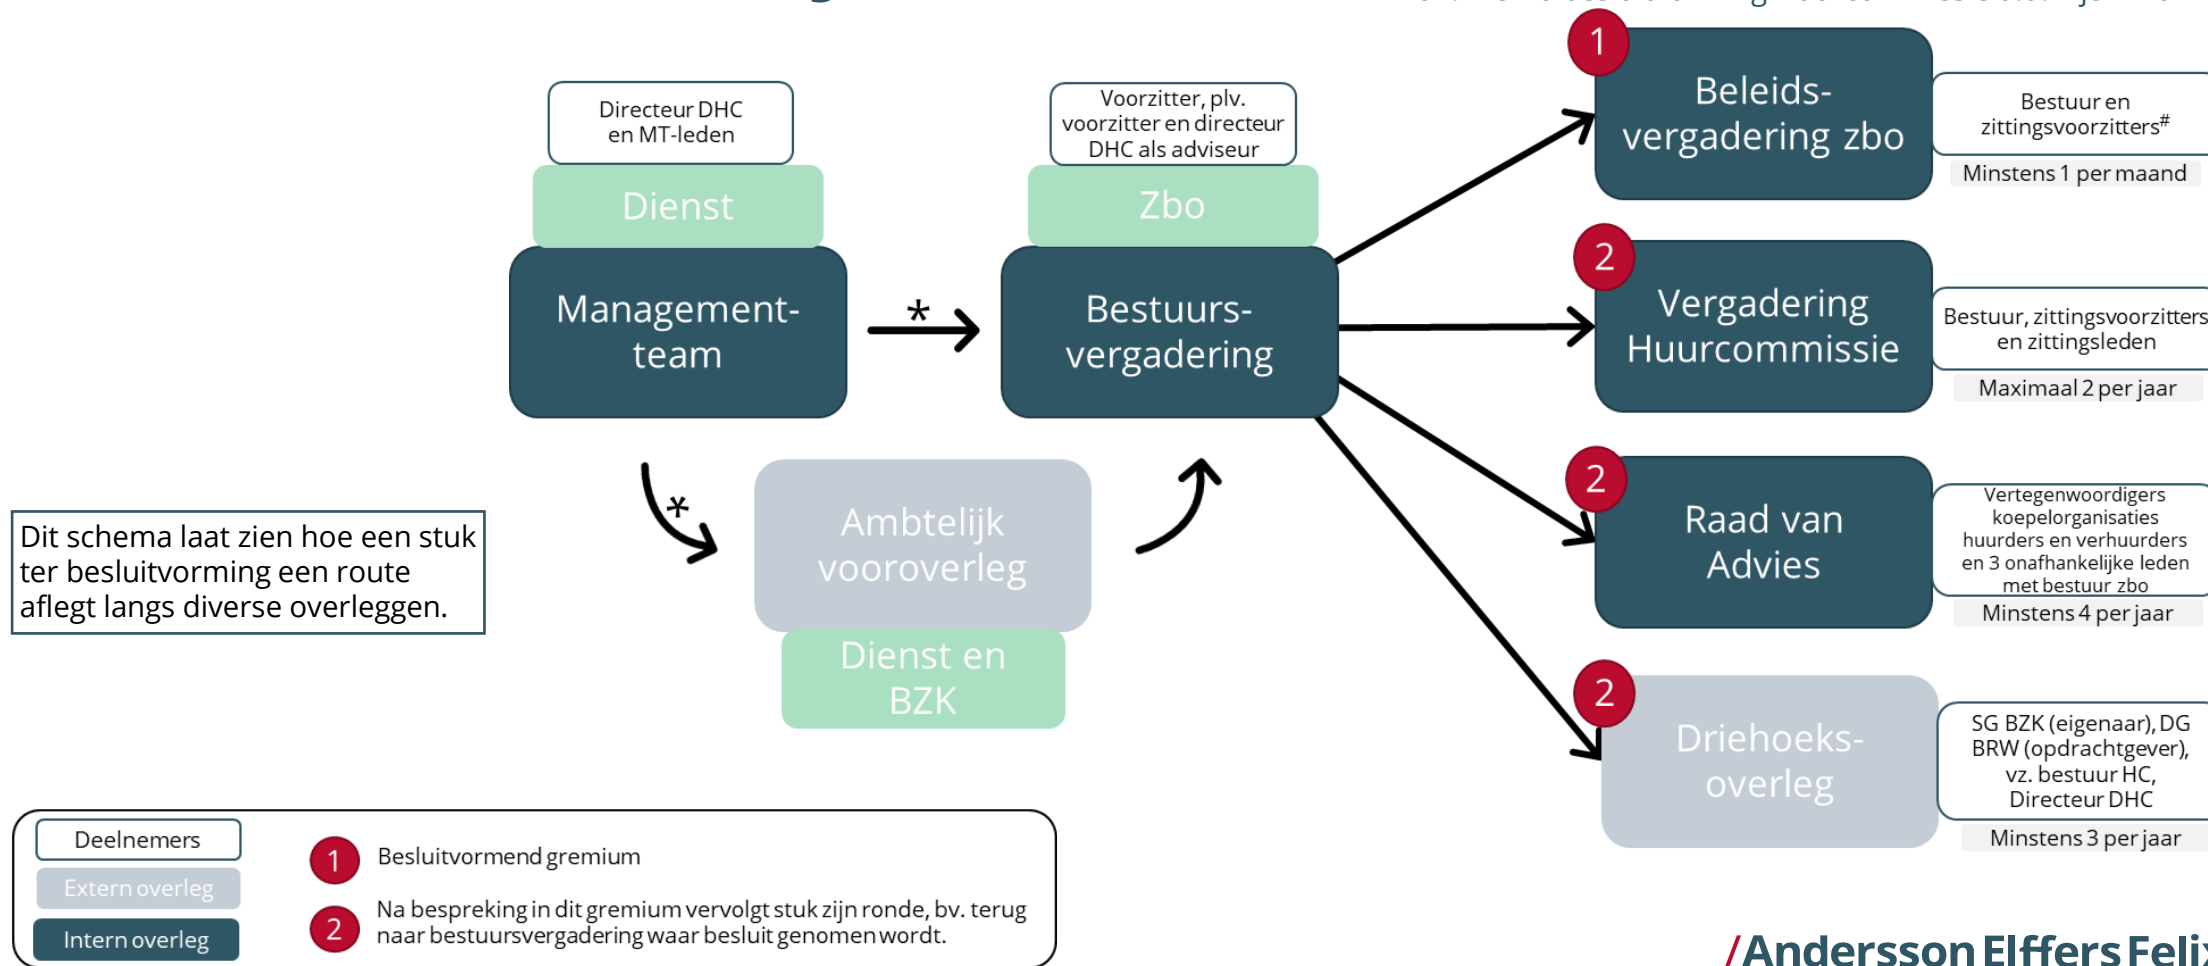 1
Beleids-
vergadering zbo
Bestuur en
zittingsvoorzitters#
Minstens 1 per maand
Directeur DHC
en MT-leden
Dienst
Management-
team
*
Voorzitter, plv.
voorzitter en directeur
DHC als adviseur
Zbo
Bestuurs-
vergadering
2
Vergadering
Huurcommissie
Bestuur, zittingsvoorzitters
en zittingsleden
Maximaal 2 per jaar
*
Ambtelijk
vooroverleg
Dienst en
BZK
2
Raad van
Advies
Vertegenwoordigers
koepelorganisaties
huurders en verhuurders
en 3 onafhankelijke leden
met bestuur zbo
Minstens 4 per jaar
Dit schema laat zien hoe een stuk
ter besluitvorming een route
aflegt langs diverse overleggen.
2
Driehoeks-
overleg
SG BZK (eigenaar), DG
BRW (opdrachtgever),
vz. bestuur HC,
Directeur DHC
Minstens 3 per jaar
Deelnemers
Extern overleg
Intern overleg
1 Besluitvormend gremium
2 Na bespreking in dit gremium vervolgt stuk zijn ronde, bv. terug
naar bestuursvergadering waar besluit genomen wordt.
/Andersson Elffers Felix